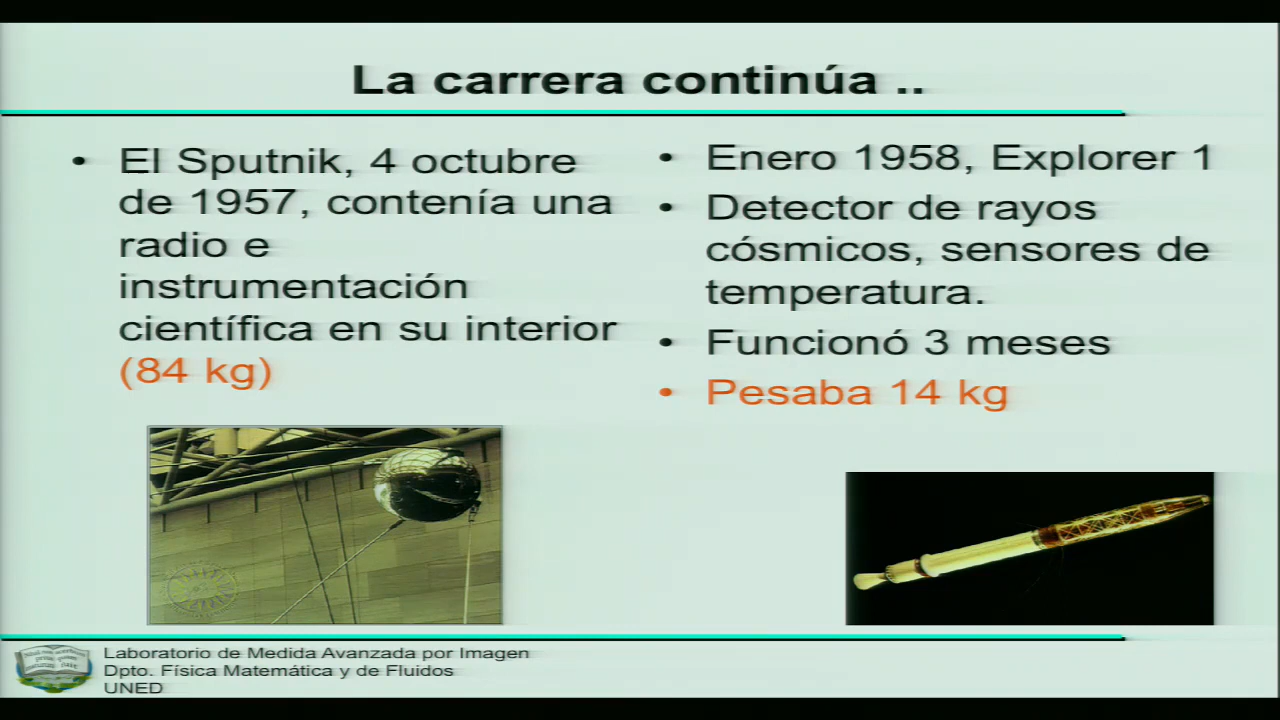 La carrera continúa ..
• El Sputnik, 4 octubre
de 1957, contenía una
radio e
instrumentación
científica en su interior
(84 kg)
• Enero 1958, Explorer 1
• Detector de rayos
cósmicos, sensores de
temperatura.
• Funcionó 3 meses
• Pesaba 14 kg
Laboratorio de Medida Avanzada por Imagen
Dpto. Física Matemática y de Fluidos
UNED